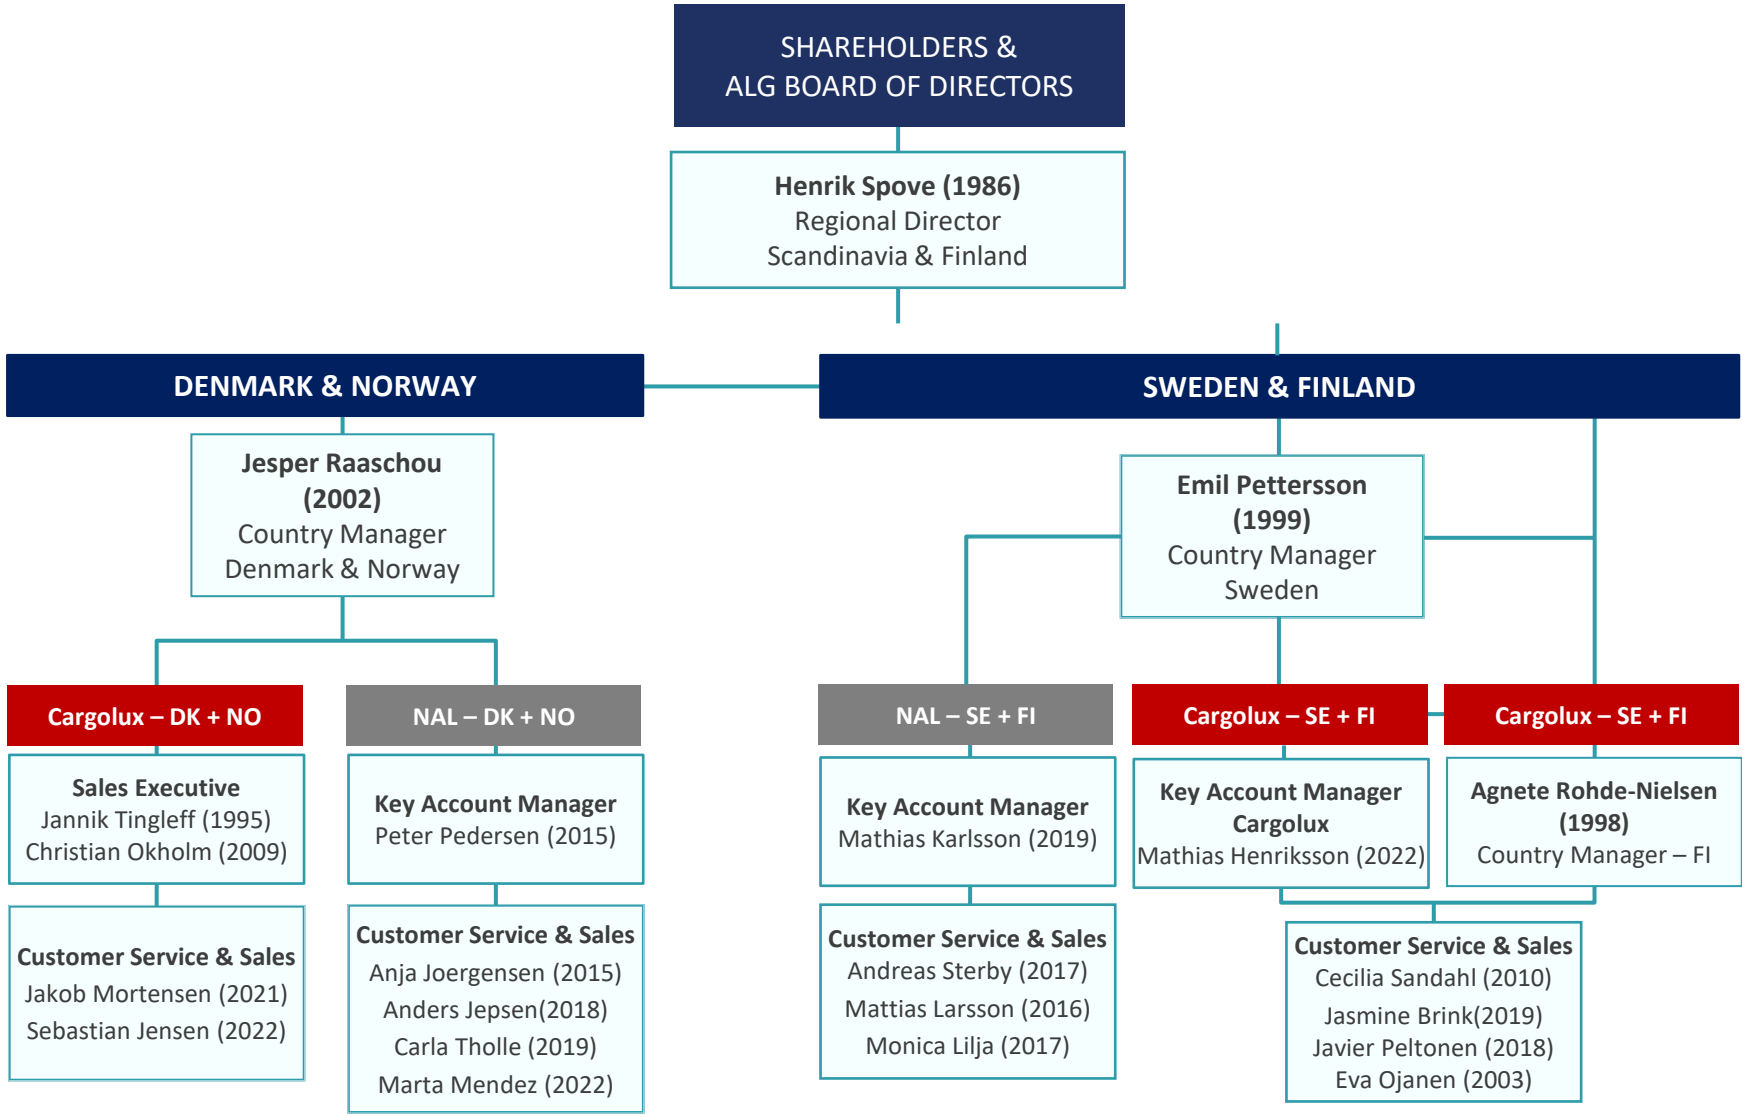 SHAREHOLDERS &
ALG BOARD OF DIRECTORS
Henrik Spove (1986)
Regional Director
Scandinavia & Finland
DENMARK & NORWAY
Jesper Raaschou
(2002)
Country Manager
Denmark & Norway
Cargolux – DK + NO
Sales Executive
Jannik Tingleff (1995)
Christian Okholm (2009)
Customer Service & Sales
Jakob Mortensen (2021)
Sebastian Jensen (2022)
NAL – DK + NO
Key Account Manager
Peter Pedersen (2015)
Customer Service & Sales
Anja Joergensen (2015)
Anders Jepsen(2018)
Carla Tholle (2019)
Marta Mendez (2022)
SWEDEN & FINLAND
Emil Pettersson
(1999)
Country Manager
Sweden
NAL – SE + FI
Key Account Manager
Mathias Karlsson (2019)
Customer Service & Sales
Andreas Sterby (2017)
Mattias Larsson (2016)
Monica Lilja (2017)
Cargolux – SE + FI
Key Account Manager
Cargolux
Mathias Henriksson (2022)
Cargolux – SE + FI
Agnete Rohde-Nielsen
(1998)
Country Manager – FI
Customer Service & Sales
Cecilia Sandahl (2010)
Jasmine Brink(2019)
Javier Peltonen (2018)
Eva Ojanen (2003)